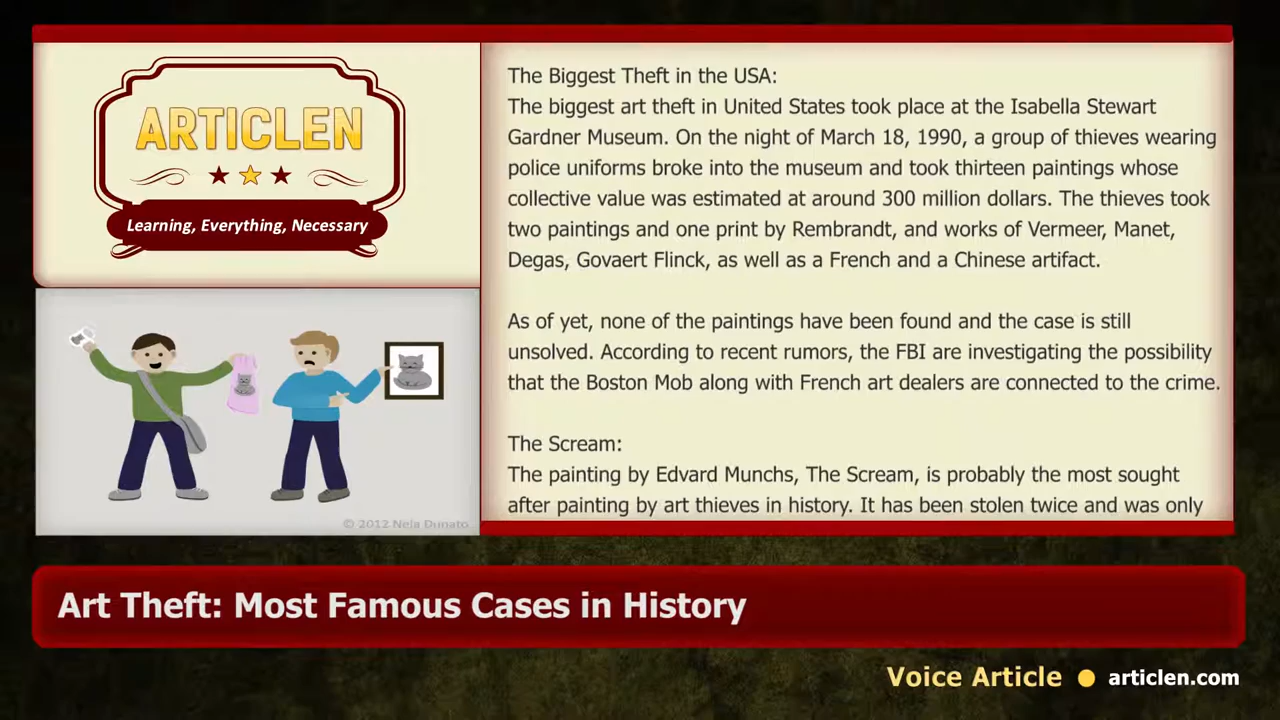 ARTICLEN
Learning, Everything, Necessary
© 2012 Nela Dunato
The Biggest Theft in the USA:
The biggest art theft in United States took place at the Isabella Stewart
Gardner Museum. On the night of March 18, 1990, a group of thieves wearing
police uniforms broke into the museum and took thirteen paintings whose
collective value was estimated at around 300 million dollars. The thieves took
two paintings and one print by Rembrandt, and works of Vermeer, Manet,
Degas, Govaert Flinck, as well as a French and a Chinese artifact.
As of yet, none of the paintings have been found and the case is still
unsolved. According to recent rumors, the FBI are investigating the possibility
that the Boston Mob along with French art dealers are connected to the crime.
The Scream:
The painting by Edvard Munchs, The Scream, is probably the most sought
after painting by art thieves in history. It has been stolen twice and was only
Art Theft: Most Famous Cases in History
Voice Article ● articlen.com